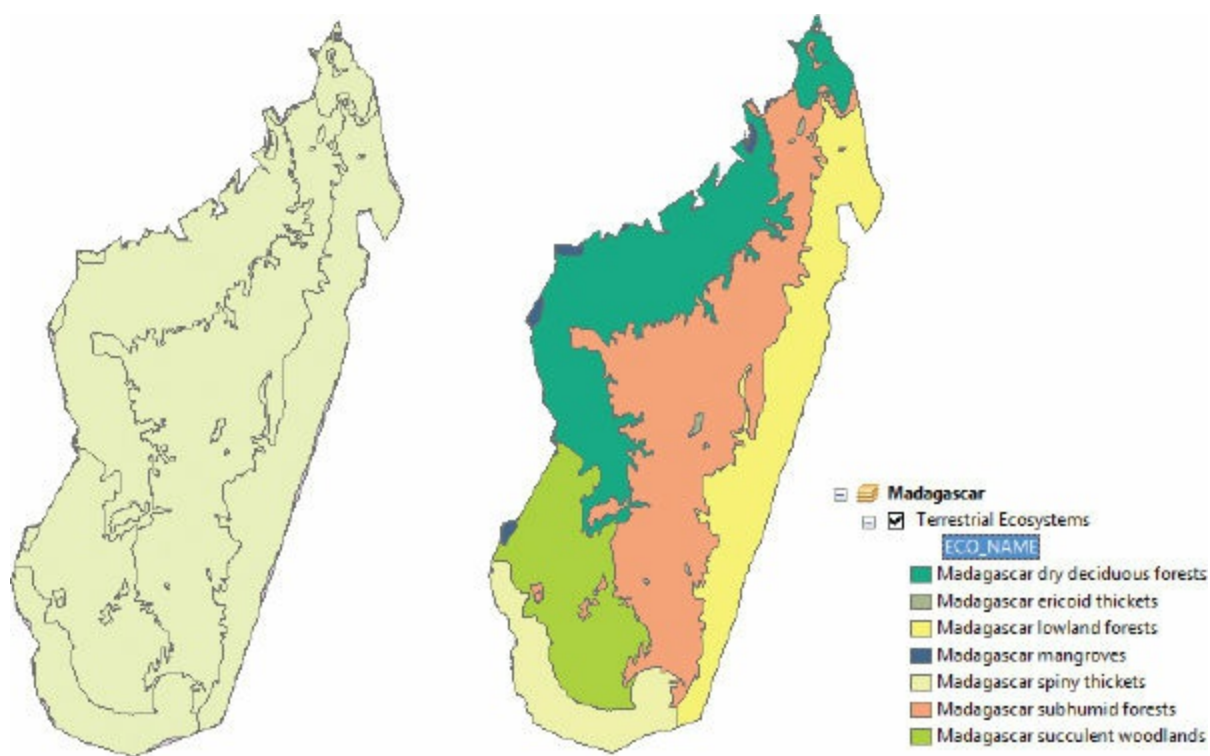 Madagascar
Terrestrial Ecosystems
ECO_NAME
Madagascar dry deciduous forests
Madagascar ericoid thickets
Madagascar lowland forests
Madagascar mangroves
Madagascar spiny thickets
Madagascar subhumid forests
Madagascar succulent woodlands